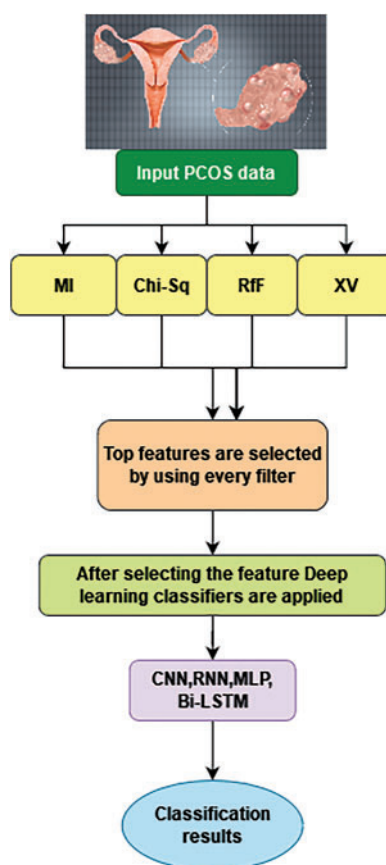 Input PCOS data
MI
Chi-Sq
RfF
XV
Top features are selected
by using every filter
After selecting the feature Deep
learning classifiers are applied
CNN,RNN,MLP,
Bi-LSTM
Classification
results